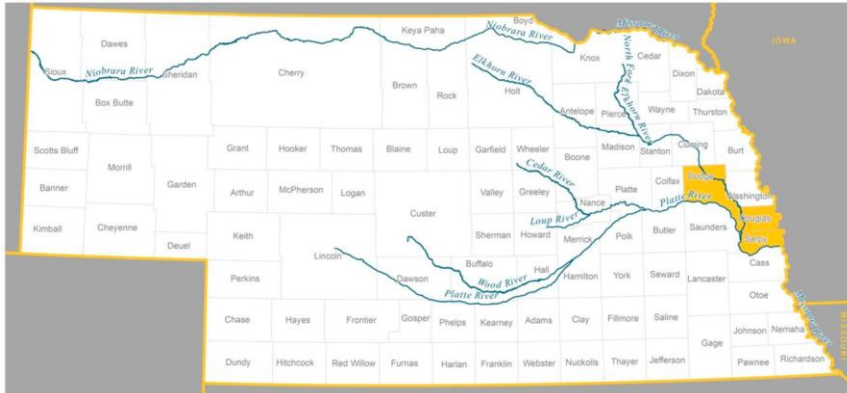 Boyd
Keya Paha
Niobrara River
Missouri River
IOWA
Dawes
Knox
Cedar
Sioux
Niobrara River
Sheridan
Cherry
Elkhorn River
North Fork Elkhorn River
Dixon
Brown
Rock
Holt
Dakota
Box Butte
Antelope
Pierce
Wayne
Thurston
Scotts Bluff
Morrill
Grant
Hooker
Thomas
Blaine
Loup
Garfield
Wheeler
Boone
Madison
Stanton
Cuming
Burt
Cedar River
Banner
Garden
Arthur
McPherson
Logan
Custer
Valley
Greeley
Nance
Platte
Colfax
Dodge
Washington
Platte River
Kimball
Cheyenne
Deuel
Keith
Loup River
Douglas
Sherman
Howard
Merrick
Polk
Butler
Saunders
Sarpy
Lincoln
Cass
Perkins
Dawson
Buffalo
Wood River
Hall
Hamilton
York
Seward
Lancaster
Platte River
Otoe
Missouri River
Chase
Hayes
Frontier
Gosper
Phelps
Kearney
Adams
Clay
Fillmore
Saline
Gage
Johnson
Nemaha
MISSOURI
Dundy
Hitchcock
Red Willow
Furnas
Harlan
Franklin
Webster
Nuckolls
Thayer
Jefferson
Pawnee
Richardson